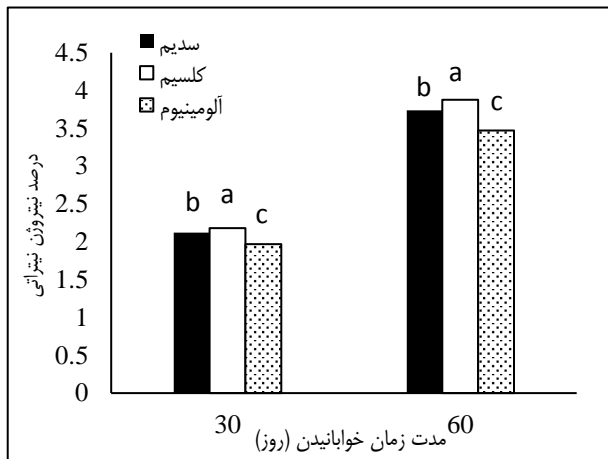 4.5
4
3.5
3
2.5
2
1.5
1
0.5
0
درصد نیتروژن نیتراتی
سدیم
کلسیم
آلومینیوم
b
a
c
b
a
c
30
60
مدت زمان خوابانیدن (روز)